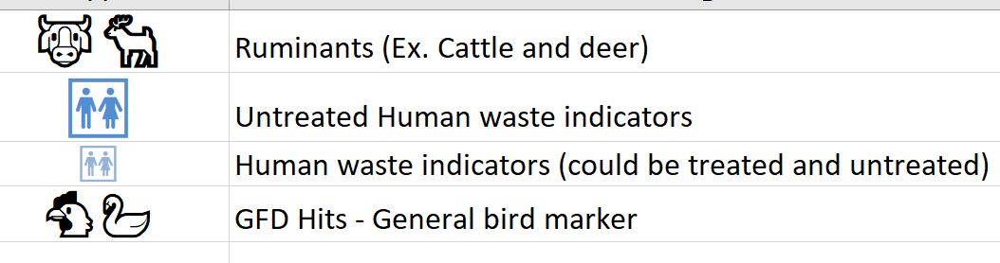 Ruminants (Ex. Cattle and deer)
Untreated Human waste indicators
Human waste indicators (could be treated and untreated)
GFD Hits - General bird marker